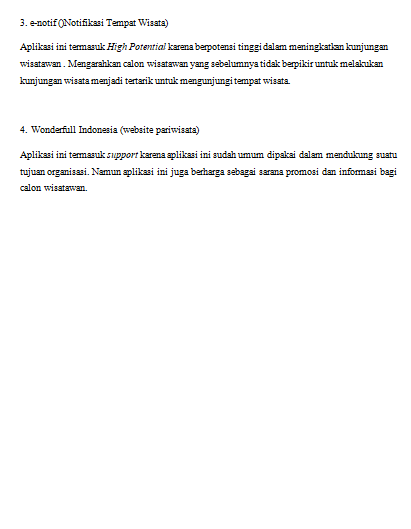 3. e-notif ()Notifikasi Tempat Wisata)
Aplikasi ini termasuk High Potential karena berpotensi tinggi dalam meningkatkan kunjungan
wisatawan . Mengarahkan calon wisatawan yang sebelumnya tidak berpikir untuk melakukan
kunjungan wisata menjadi tertarik untuk mengunjungi tempat wisata.
4. Wonderfull Indonesia (website pariwisata)
Aplikasi ini termasuk support karena aplikasi ini sudah umum dipakai dalam mendukung suatu
tujuan organisasi. Namun aplikasi ini juga berharga sebagai sarana promosi dan informasi bagi
calon wisatawan.